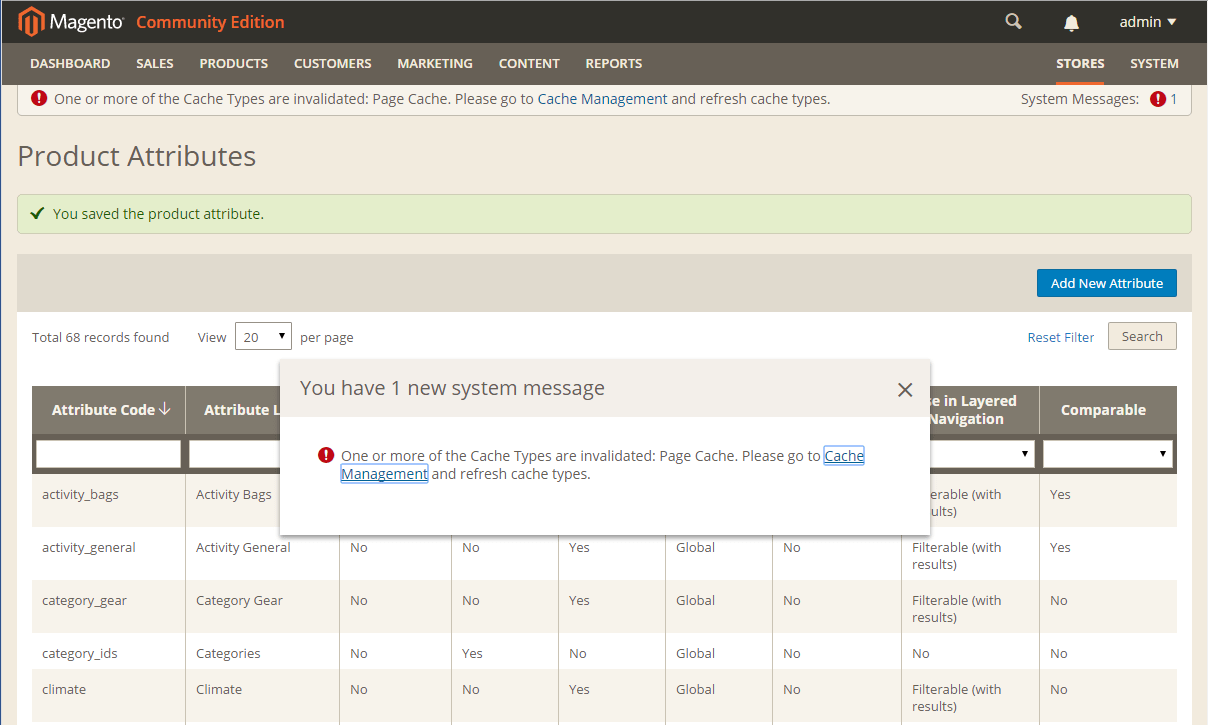 Magento Community Edition
admin
DASHBOARD SALES PRODUCTS CUSTOMERS MARKETING CONTENT REPORTS STORES SYSTEM
One or more of the Cache Types are invalidated: Page Cache. Please go to Cache Management and refresh cache types. System Messages: 1
Product Attributes
You saved the product attribute.
Add New Attribute
Total 68 records found View 20 per page Reset Filter Search
You have 1 new system message
One or more of the Cache Types are invalidated: Page Cache. Please go to Cache
Management and refresh cache types.
Attribute Code Attribute L
se in Layered
Navigation
Comparable
activity_bags Activity Bags
erable (with
ults)
Yes
activity_general Activity General No No Yes Global No Filterable (with
results)
Yes
category_gear Category Gear No No Yes Global No Filterable (with
results)
No
category_ids Categories No Yes No Global No No No
climate Climate No No Yes Global No Filterable (with
results)
No